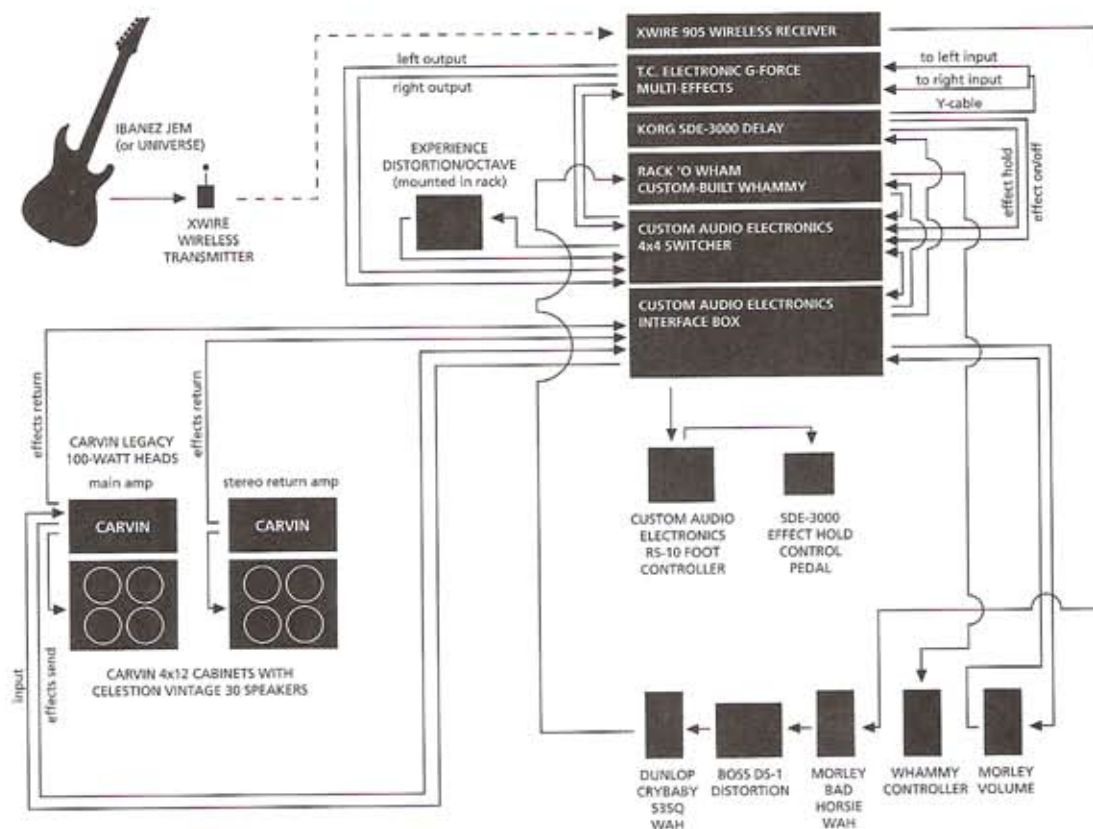 XWIRE 905 WIRELESS RECEIVER
left output
right output
T.C. ELECTRONIC G-FORCE
MULTI-EFFECTS
to left input
to right input
Y-cable
KORG SDE-3000 DELAY
IBANEZ JEM
(or UNIVERSE)
EXPERIENCE
DISTORTION/OCTAVE
(mounted in rack)
RACK 'O WHAM
CUSTOM-BUILT WHAMMY
effect hold
effect on/off
XWIRE
WIRELESS
TRANSMITTER
CUSTOM AUDIO ELECTRONICS
4x4 SWITCHER
CUSTOM AUDIO ELECTRONICS
INTERFACE BOX
effects return
effects return
CARVIN LEGACY
100-WATT HEADS
main amp
stereo return amp
CARVIN
CARVIN
CUSTOM AUDIO
ELECTRONICS
RS-10 FOOT
CONTROLLER
SDE-3000
EFFECT HOLD
CONTROL
PEDAL
input
effects send
CARVIN 4x12 CABINETS WITH
CELESTION VINTAGE 30 SPEAKERS
DUNLOP
CRYBABY
535Q
WAH
BOSS DS-1
DISTORTION
MORLEY
BAD
HORSIE
WAH
WHAMMY
CONTROLLER
MORLEY
VOLUME